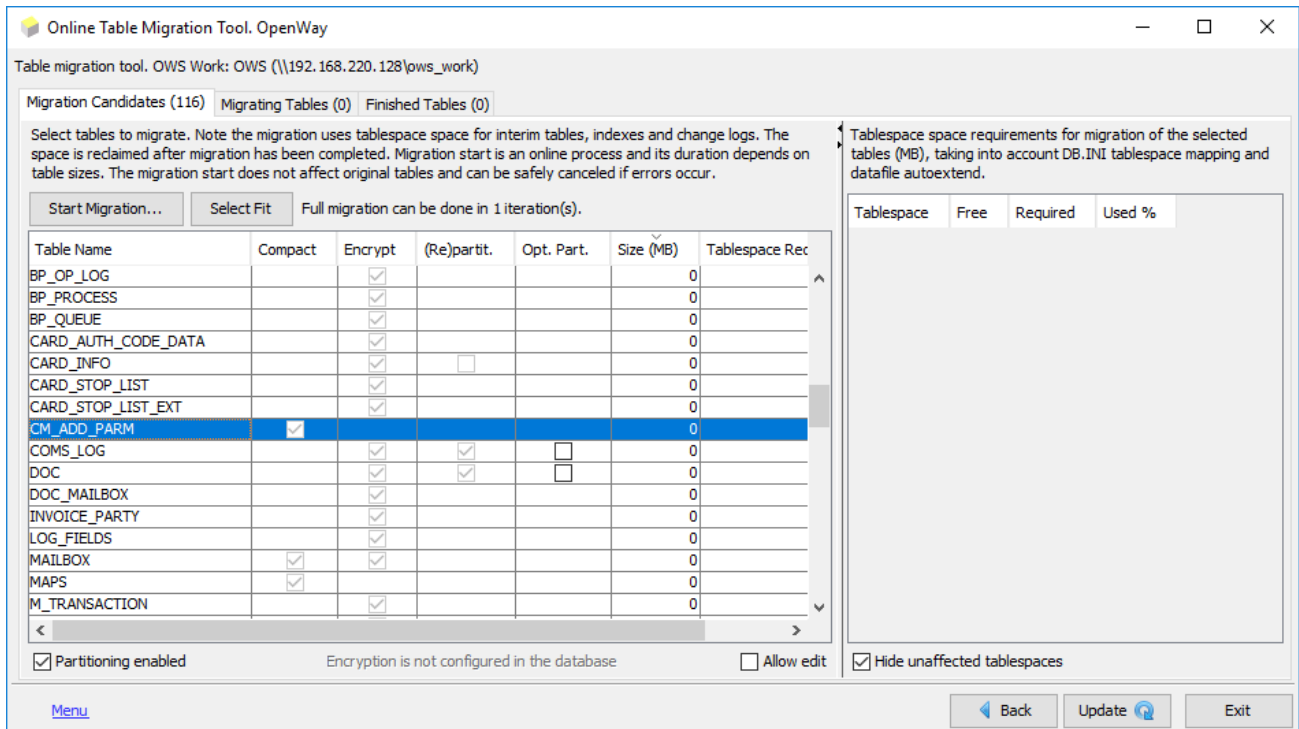 Online Table Migration Tool. OpenWay
Table migration tool. OWS Work: OWS (\\192.168.220.128\ows_work)
Migration Candidates (116) Migrating Tables (0) Finished Tables (0)
Select tables to migrate. Note the migration uses tablespace space for interim tables, indexes and change logs. The
space is reclaimed after migration has been completed. Migration start is an online process and its duration depends on
table sizes. The migration start does not affect original tables and can be safely canceled if errors occur.
Start Migration... Select Fit Full migration can be done in 1 iteration(s).
Table Name Compact Encrypt (Re)partit. Opt. Part. Size (MB) Tablespace Rec
BP_OP_LOG 0
BP_PROCESS 0
BP_QUEUE 0
CARD_AUTH_CODE_DATA 0
CARD_INFO 0
CARD_STOP_LIST 0
CARD_STOP_LIST_EXT 0
CM_ADD_PARM 0
COMS_LOG 0
DOC 0
DOC_MAILBOX 0
INVOICE_PARTY 0
LOG_FIELDS 0
MAILBOX 0
MAPS 0
M_TRANSACTION 0
Partitioning enabled Encryption is not configured in the database Allow edit
Tablespace space requirements for migration of the selected
tables (MB), taking into account DB.INI tablespace mapping and
datafile autoextend.
Tablespace Free Required Used %
Hide unaffected tablespaces
Menu Back Update Exit